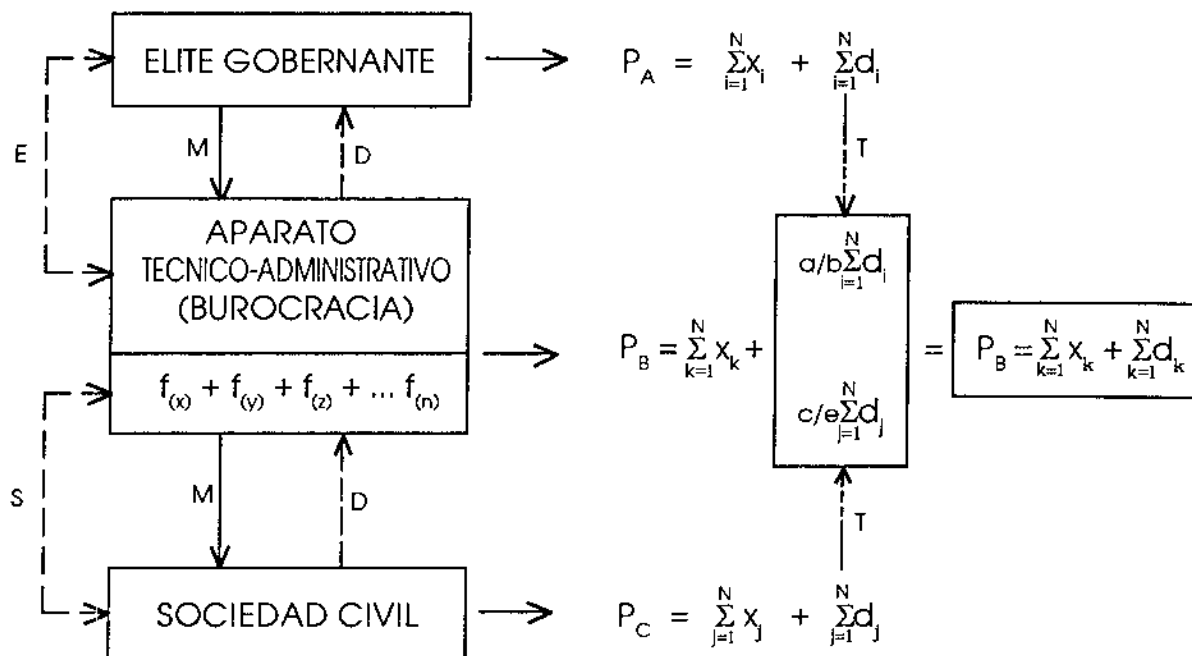 ELITE GOBERNANTE
P_A = Σ_{i=1}^{N} x_i + Σ_{i=1}^{N} d_i
E
M
D
T
APARATO
TECNICO-ADMINISTRATIVO
(BUROCRACIA)
a/b Σ_{i=1}^{N} d_i
P_B = Σ_{k=1}^{N} x_k +
= P_B = Σ_{k=1}^{N} x_k + Σ_{k=1}^{N} d_k
f_(x) + f_(y) + f_(z) + ... f_(n)
c/e Σ_{j=1}^{N} d_j
S
M
D
T
SOCIEDAD CIVIL
P_C = Σ_{j=1}^{N} x_j + Σ_{j=1}^{N} d_j